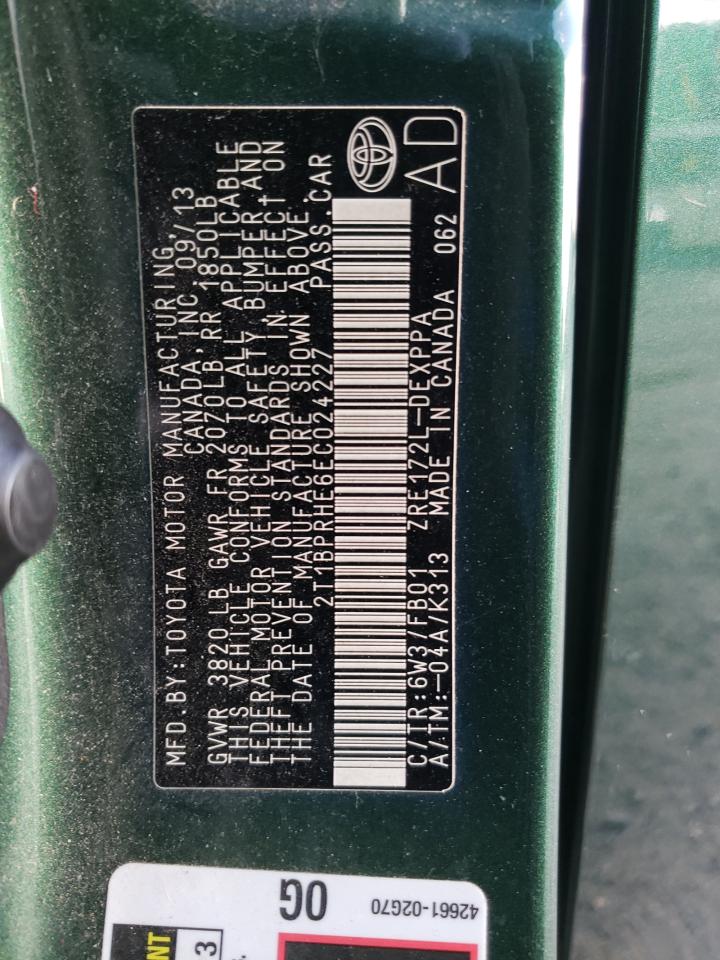 MFD.BY:TOYOTA MOTOR MANUFACTURING,
CANADA, INC. 09/13
GVWR 3820 LB GAWR FR 2070LB, RR 1850LB
THIS VEHICLE CONFORMS TO ALL APPLICABLE
FEDERAL MOTOR VEHICLE SAFETY, BUMPER AND
THEFT PREVENTION STANDARDS IN EFFECT ON
THE DATE OF MANUFACTURE SHOWN ABOVE.
2T1BPRHE6EC024227 PASS.CAR
C/TR:6W3/FB01 ZRE172L-DEXPPA
A/TM:-04A/K313 MADE IN CANADA 062
AD
OG
42661-02G70
NT
3